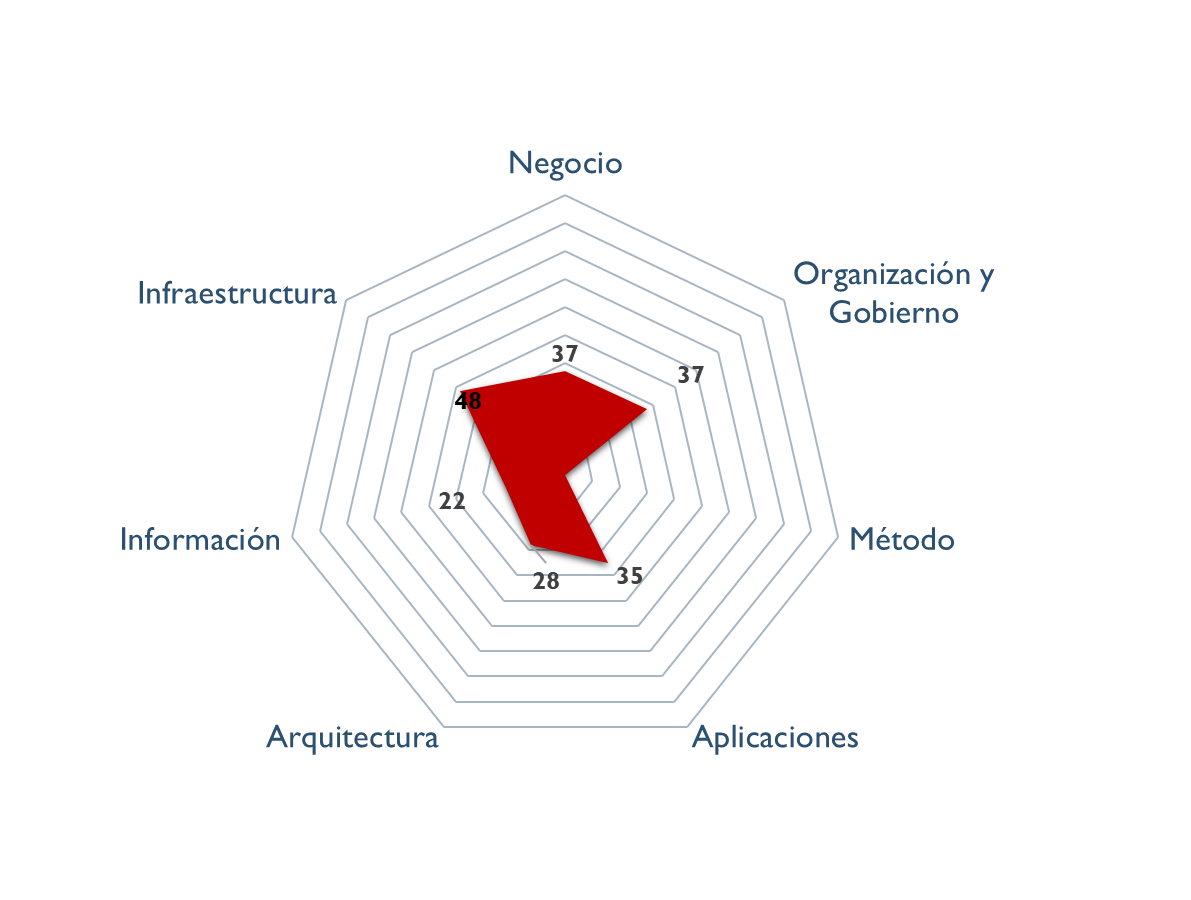 Negocio
Organización y
Gobierno
Infraestructura
37
37
48
22
Información
Método
28
35
Arquitectura
Aplicaciones